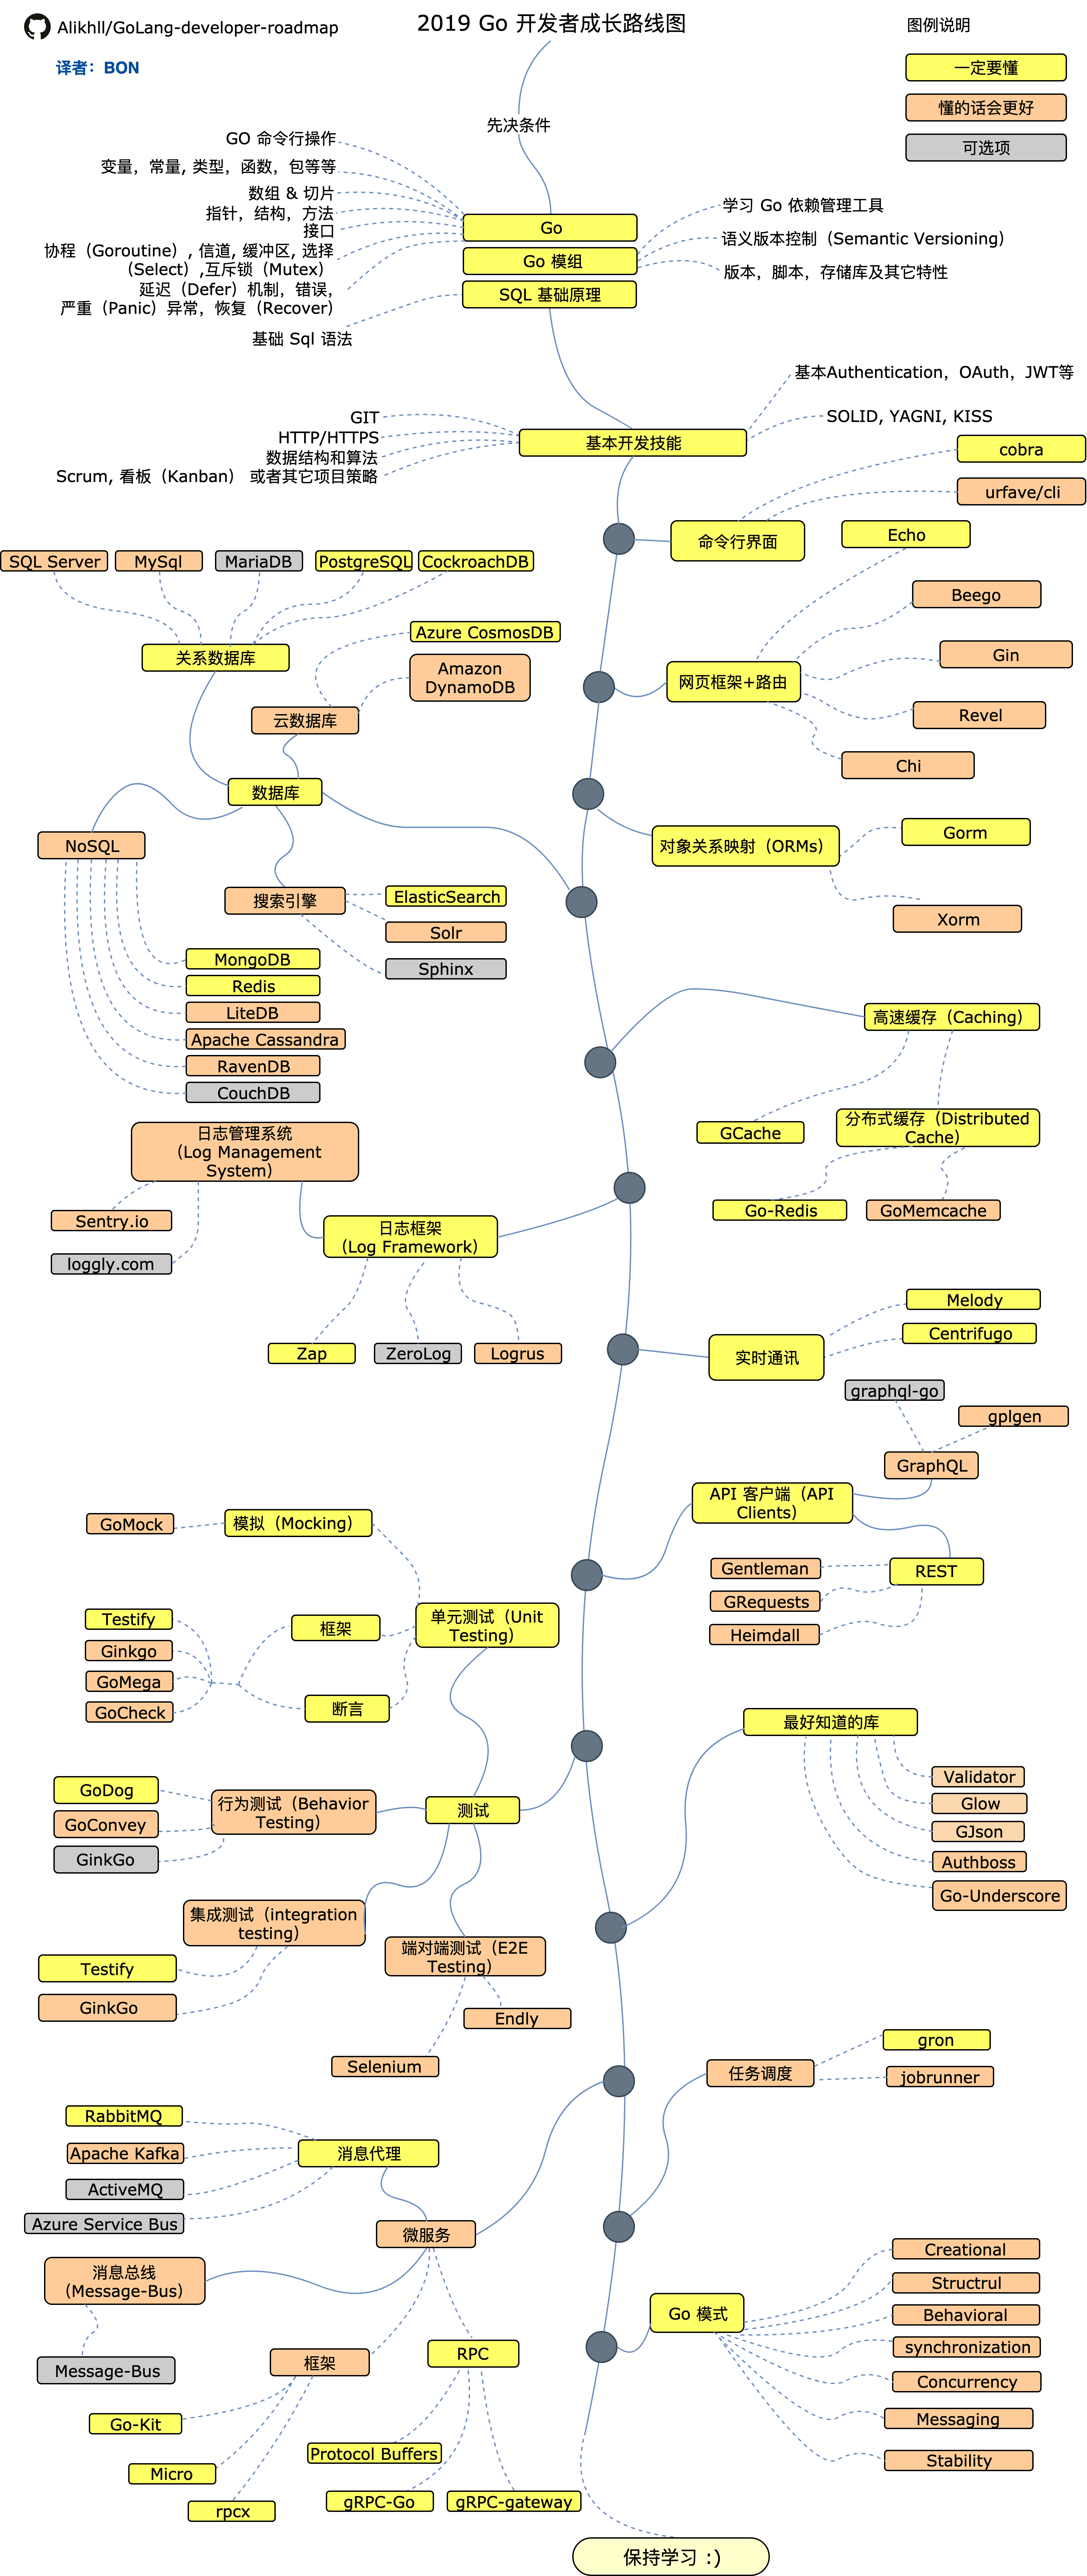 Alikhll/GoLang-developer-roadmap
2019 Go 开发者成长路线图
图例说明
译者：BON
一定要懂
懂的话会更好
可选项
先决条件
GO 命令行操作
变量，常量, 类型，函数，包等等
数组 & 切片
指针，结构，方法
接口
协程（Goroutine）, 信道, 缓冲区, 选择
（Select）,互斥锁（Mutex）
延迟（Defer）机制，错误，
严重（Panic）异常，恢复（Recover）
基础 Sql 语法
Go
Go 模组
SQL 基础原理
学习 Go 依赖管理工具
语义版本控制（Semantic Versioning）
版本，脚本，存储库及其它特性
基本Authentication，OAuth，JWT等
SOLID, YAGNI, KISS
GIT
HTTP/HTTPS
数据结构和算法
Scrum, 看板（Kanban） 或者其它项目策略
基本开发技能
cobra
urfave/cli
命令行界面
Echo
Beego
Gin
Revel
Chi
网页框架+路由
SQL Server
MySql
MariaDB
PostgreSQL
CockroachDB
关系数据库
Azure CosmosDB
Amazon
DynamoDB
云数据库
数据库
NoSQL
搜索引擎
ElasticSearch
Solr
Sphinx
MongoDB
Redis
LiteDB
Apache Cassandra
RavenDB
CouchDB
对象关系映射（ORMs）
Gorm
Xorm
高速缓存（Caching）
GCache
分布式缓存（Distributed
Cache）
Go-Redis
GoMemcache
日志管理系统
（Log Management
System）
Sentry.io
loggly.com
日志框架
（Log Framework）
Zap
ZeroLog
Logrus
实时通讯
Melody
Centrifugo
graphql-go
gplgen
GraphQL
API 客户端（API
Clients）
REST
Gentleman
GRequests
Heimdall
GoMock
模拟（Mocking）
单元测试（Unit
Testing）
框架
断言
Testify
Ginkgo
GoMega
GoCheck
最好知道的库
Validator
Glow
GJson
Authboss
Go-Underscore
测试
GoDog
GoConvey
GinkGo
行为测试（Behavior
Testing）
集成测试（integration
testing）
Testify
GinkGo
端对端测试（E2E
Testing）
Endly
Selenium
任务调度
gron
jobrunner
RabbitMQ
Apache Kafka
ActiveMQ
Azure Service Bus
消息代理
微服务
消息总线
（Message-Bus）
Message-Bus
框架
Go-Kit
Micro
rpcx
RPC
Protocol Buffers
gRPC-Go
gRPC-gateway
Go 模式
Creational
Structrul
Behavioral
synchronization
Concurrency
Messaging
Stability
保持学习 :)